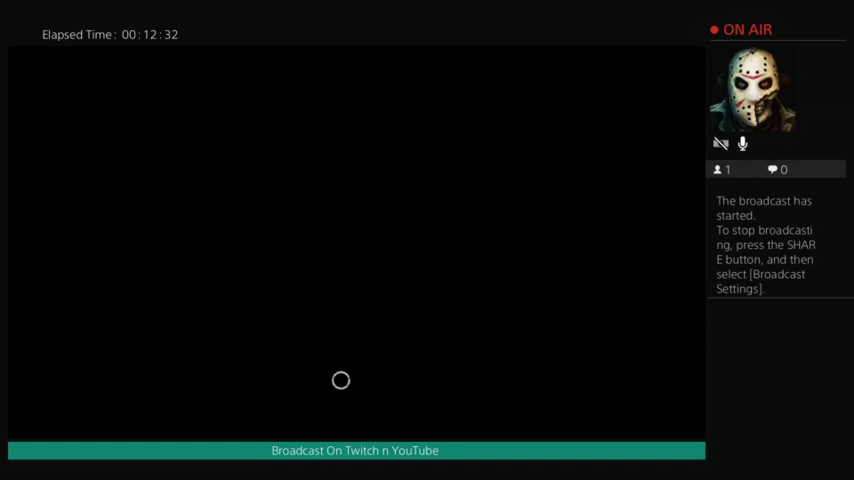 Elapsed Time: 00:12:32
ON AIR
1 0
The broadcast has
started.
To stop broadcasti
ng, press the SHAR
E button, and then
select [Broadcast
Settings].
Broadcast On Twitch n YouTube